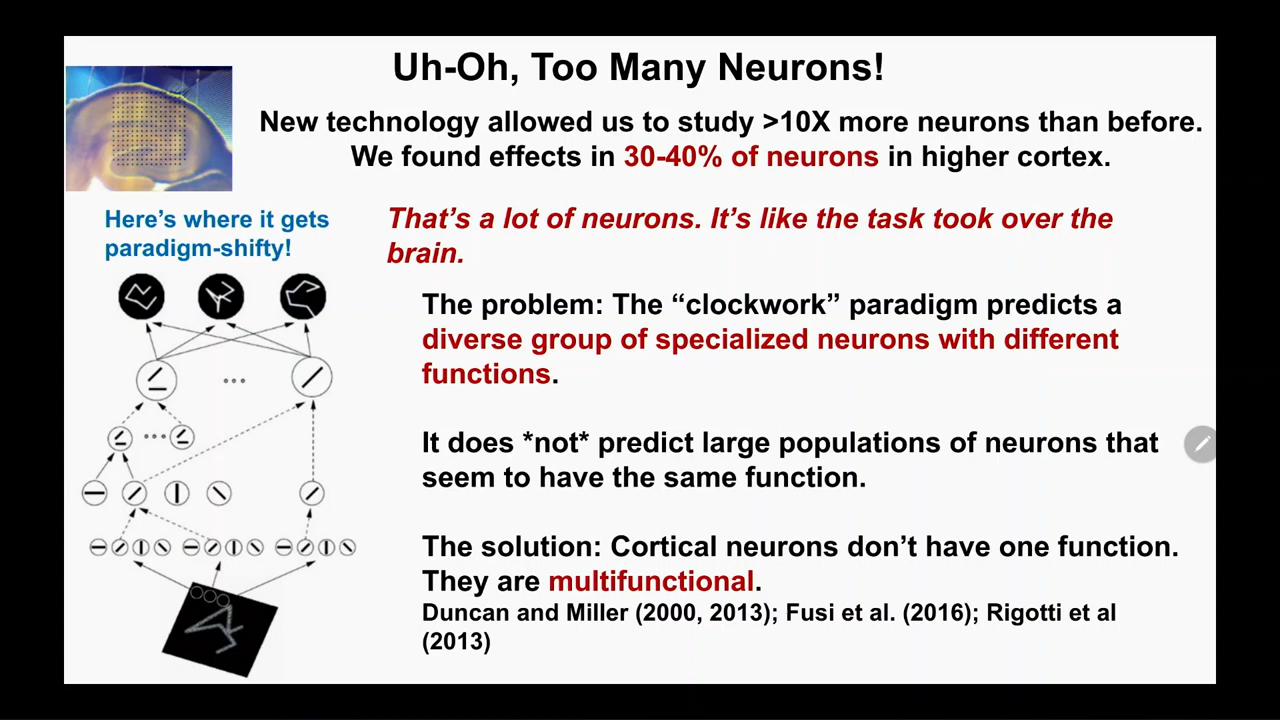 Uh-Oh, Too Many Neurons!
New technology allowed us to study >10X more neurons than before.
We found effects in 30-40% of neurons in higher cortex.
Here's where it gets
paradigm-shifty!
That's a lot of neurons. It's like the task took over the
brain.
The problem: The “clockwork” paradigm predicts a
diverse group of specialized neurons with different
functions.
It does *not* predict large populations of neurons that
seem to have the same function.
The solution: Cortical neurons don't have one function.
They are multifunctional.
Duncan and Miller (2000, 2013); Fusi et al. (2016); Rigotti et al
(2013)